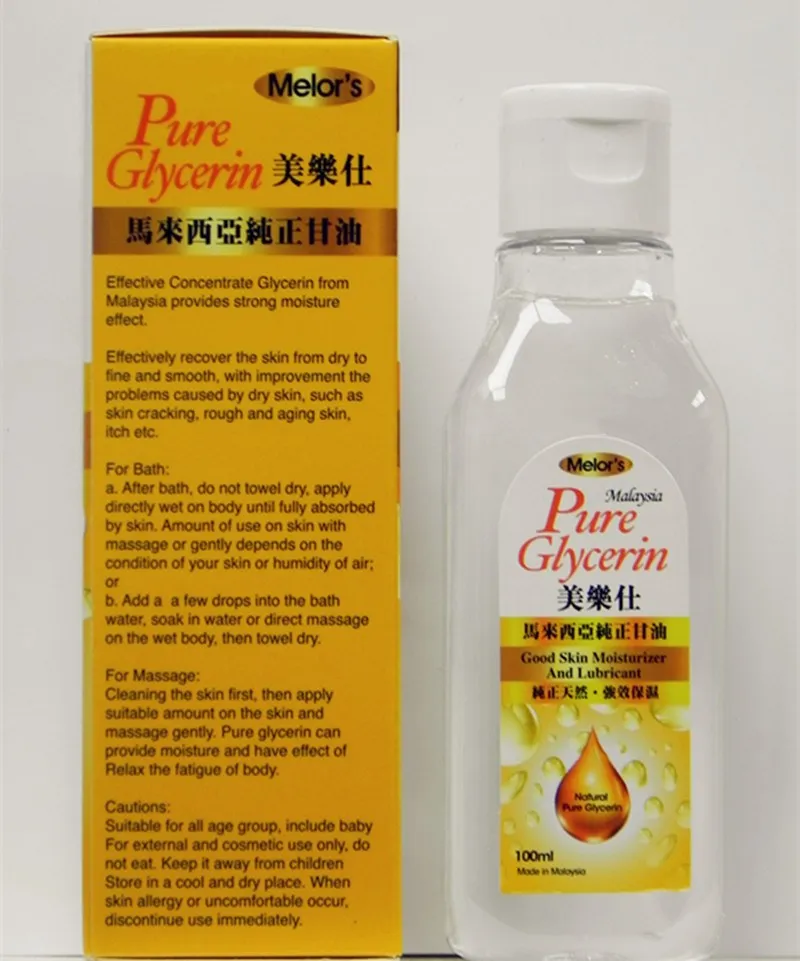 Melor's
Pure
Glycerin 美樂仕
馬來西亞純正甘油
Effective Concentrate Glycerin from
Malaysia provides strong moisture
effect.
Effectively recover the skin from dry to
fine and smooth, with improvement the
problems caused by dry skin, such as
skin cracking, rough and aging skin,
itch etc.
For Bath:
a. After bath, do not towel dry, apply
directly wet on body until fully absorbed
by skin. Amount of use on skin with
massage or gently depends on the
condition of your skin or humidity of air;
or
b. Add a a few drops into the bath
water, soak in water or direct massage
on the wet body, then towel dry.
For Massage:
Cleaning the skin first, then apply
suitable amount on the skin and
massage gently. Pure glycerin can
provide moisture and have effect of
Relax the fatigue of body.
Cautions:
Suitable for all age group, include baby
For external and cosmetic use only, do
not eat. Keep it away from children
Store in a cool and dry place. When
skin allergy or uncomfortable occur,
discontinue use immediately.
Melor's
Malaysia
Pure
Glycerin
美樂仕
馬來西亞純正甘油
Good Skin Moisturizer
And Lubricant
純正天然・強效保濕
Natural
Pure Glycerin
100ml
Made in Malaysia